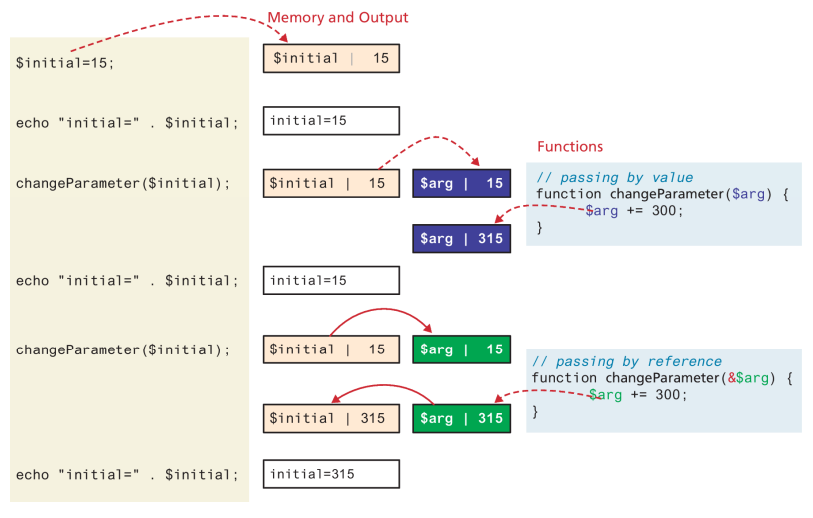 Memory and Output
$initial=15;
$initial | 15
echo "initial=" . $initial;
initial=15
Functions
changeParameter($initial);
$initial | 15
$arg | 15
// passing by value
function changeParameter($arg) {
$arg += 300;
}
$arg | 315
echo "initial=" . $initial;
initial=15
changeParameter($initial);
$initial | 15
$arg | 15
// passing by reference
function changeParameter(&$arg) {
$arg += 300;
}
$initial | 315
$arg | 315
echo "initial=" . $initial;
initial=315